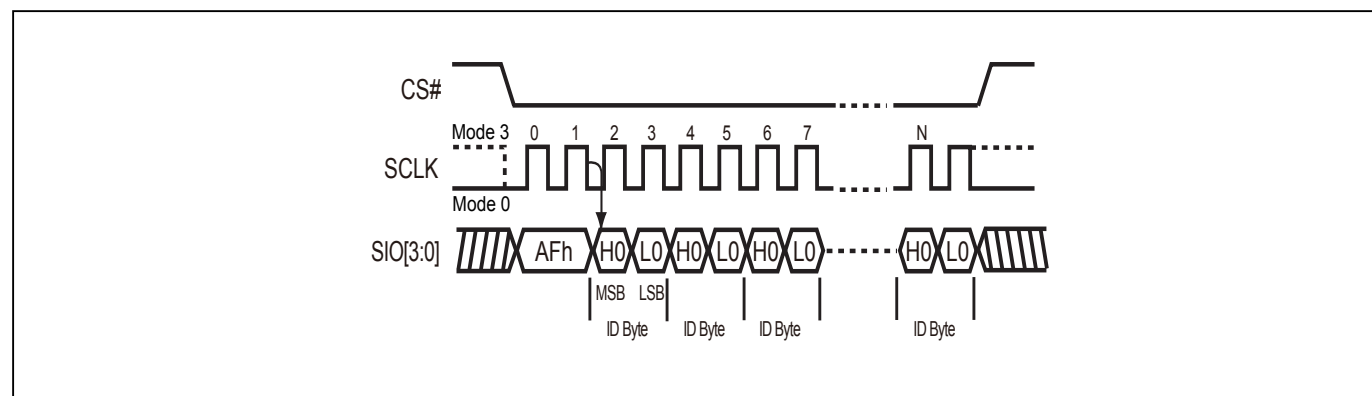 CS#
Mode 3 0 1 2 3 4 5 6 7 N
SCLK
Mode 0
SIO[3:0] AFh H0 L0 H0 L0 H0 L0 H0 L0
MSB LSB
ID Byte ID Byte ID Byte ID Byte